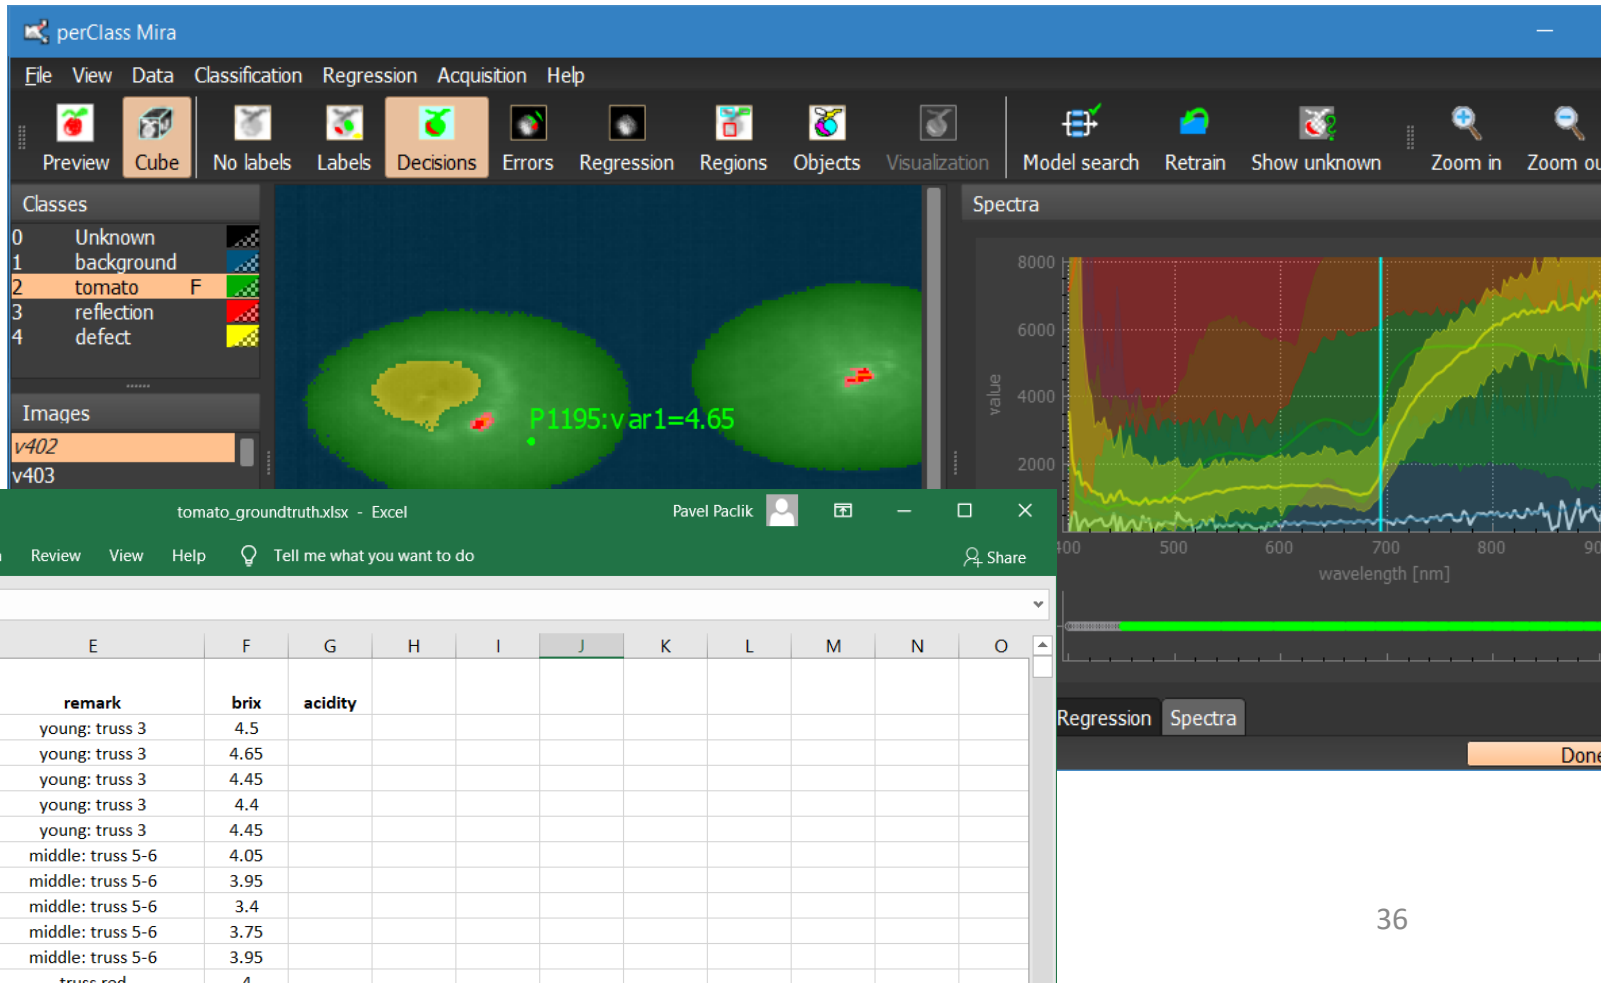 perClass Mira
File View Data Classification Regression Acquisition Help
Preview Cube No labels Labels Decisions Errors Regression Regions Objects Visualization Model search Retrain Show unknown Zoom in Zoom ou
Classes
0 Unknown
1 background
2 tomato F
3 reflection
4 defect
Images
v402
v403
P1195:var1=4.65
Spectra
8000
6000
4000
2000
value
400 500 600 700 800 90
wavelength [nm]
Regression Spectra
Done
tomato_groundtruth.xlsx - Excel Pavel Paclik
Review View Help Tell me what you want to do Share
E F G H I J K L M N O
remark brix acidity
young: truss 3 4.5
young: truss 3 4.65
young: truss 3 4.45
young: truss 3 4.4
young: truss 3 4.45
middle: truss 5-6 4.05
middle: truss 5-6 3.95
middle: truss 5-6 3.4
middle: truss 5-6 3.75
middle: truss 5-6 3.95
truss red 4
36